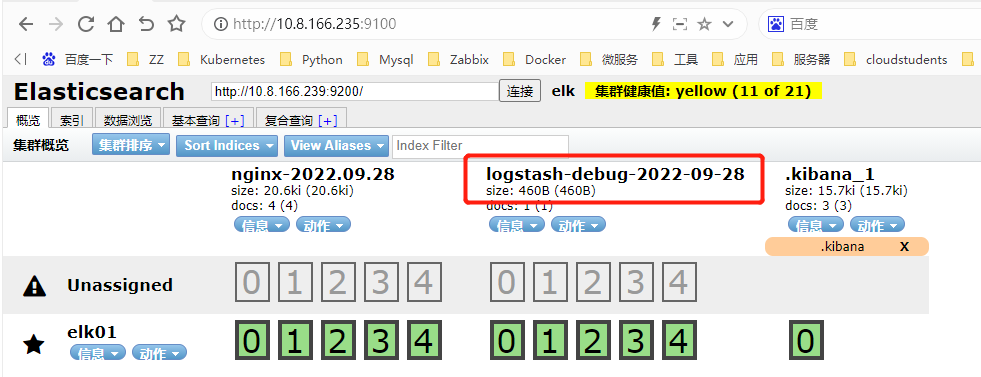 http://10.8.166.235:9100
百度
百度一下 ZZ Kubernetes Python Mysql Zabbix Docker 微服务 工具 应用 服务器 cloudstudents
Elasticsearch http://10.8.166.239:9200/ 连接 elk 集群健康值: yellow (11 of 21)
概览 索引 数据浏览 基本查询 [+] 复合查询 [+]
集群概览 集群排序 Sort Indices View Aliases Index Filter
nginx-2022.09.28 logstash-debug-2022-09-28 .kibana_1
size: 20.6ki (20.6ki) size: 460B (460B) size: 15.7ki (15.7ki)
docs: 4 (4) docs: 1 (1) docs: 3 (3)
信息 动作 信息 动作 信息 动作
.kibana X
Unassigned 0 1 2 3 4 0 1 2 3 4
elk01 0 1 2 3 4 0 1 2 3 4 0
信息 动作